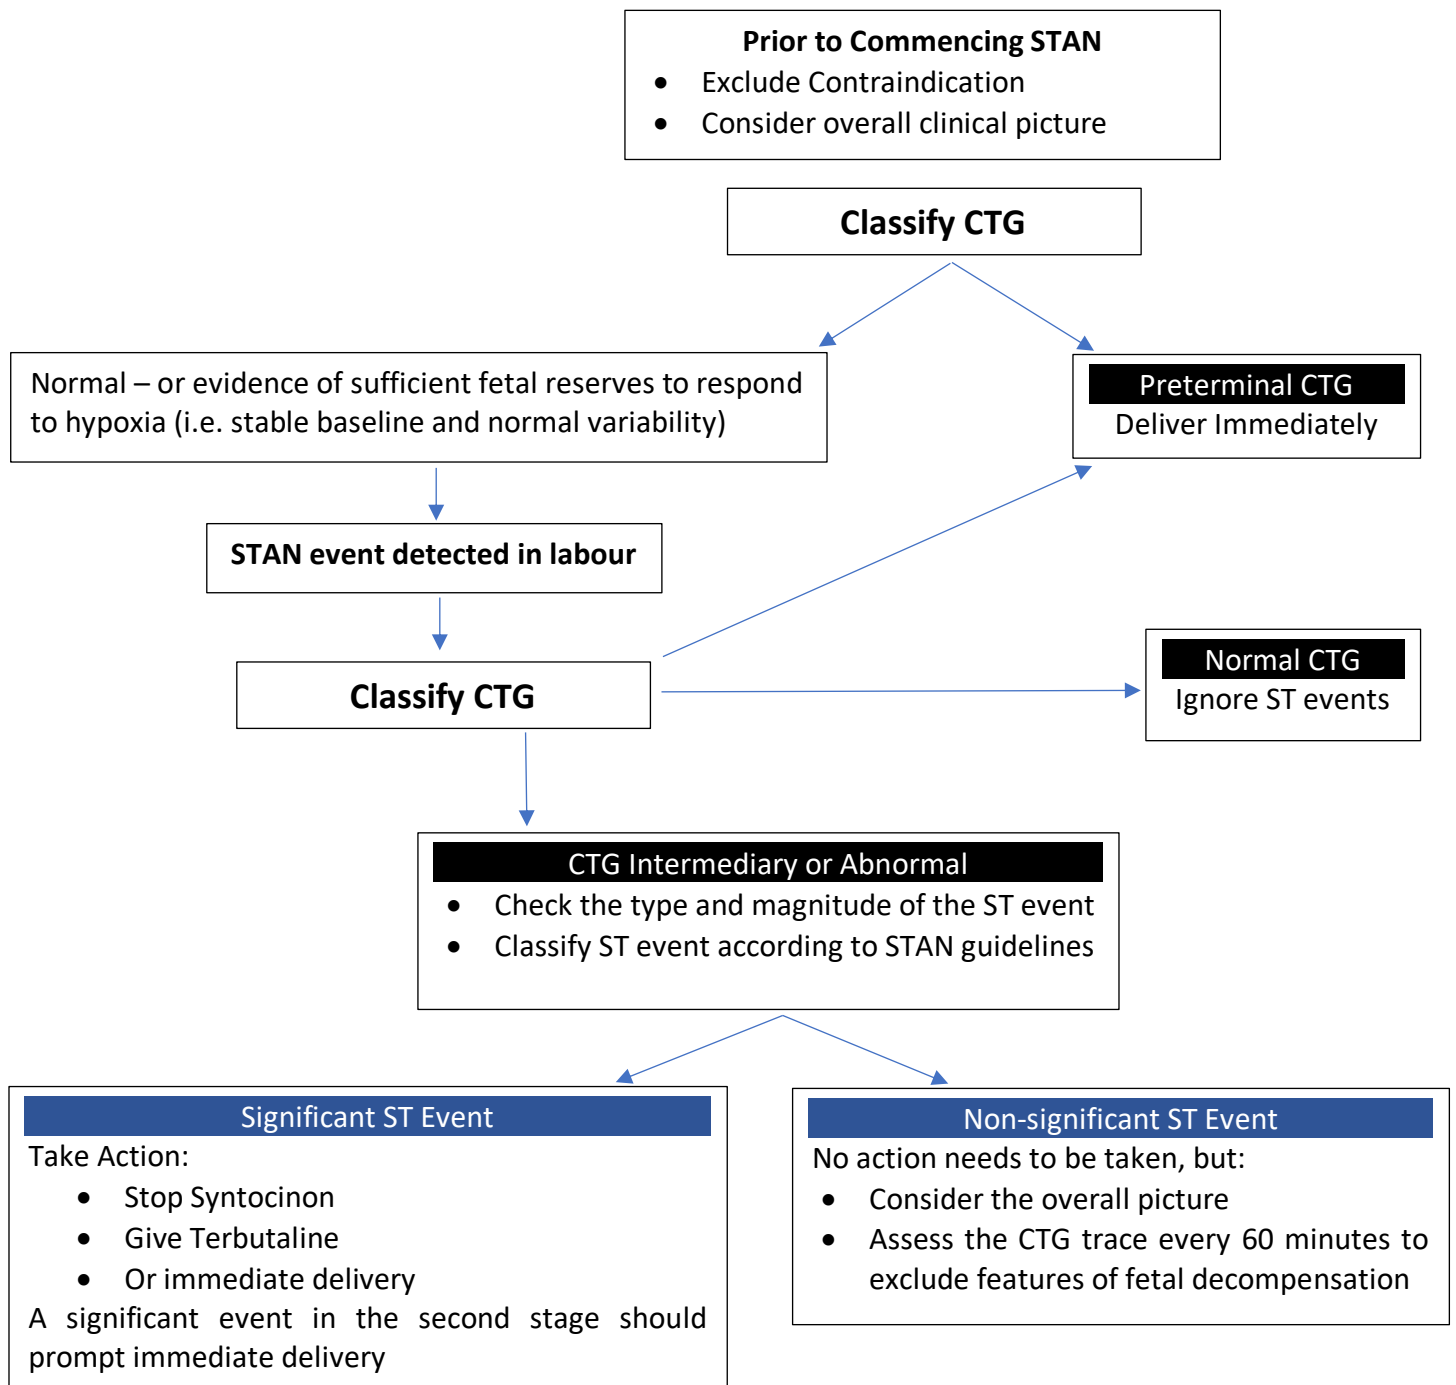 Prior to Commencing STAN
• Exclude Contraindication
• Consider overall clinical picture
Classify CTG
Normal – or evidence of sufficient fetal reserves to respond
to hypoxia (i.e. stable baseline and normal variability)
Preterminal CTG
Deliver Immediately
STAN event detected in labour
Classify CTG
Normal CTG
Ignore ST events
CTG Intermediary or Abnormal
• Check the type and magnitude of the ST event
• Classify ST event according to STAN guidelines
Significant ST Event
Take Action:
• Stop Syntocinon
• Give Terbutaline
• Or immediate delivery
A significant event in the second stage should
prompt immediate delivery
Non-significant ST Event
No action needs to be taken, but:
• Consider the overall picture
• Assess the CTG trace every 60 minutes to
exclude features of fetal decompensation